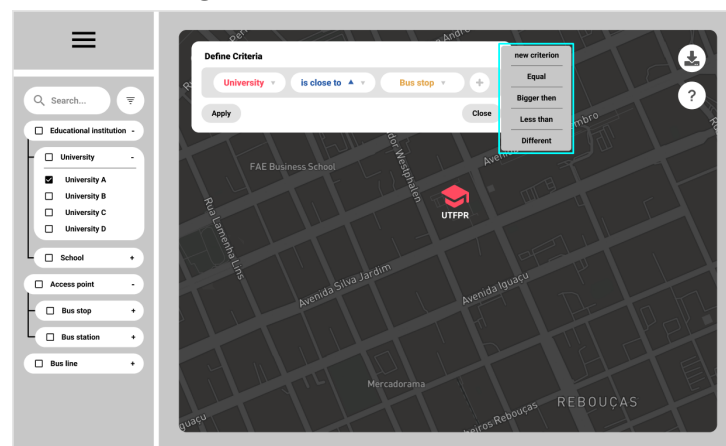 Search...
Educational institution -
University -
University A
University B
University C
University D
School +
Access point -
Bus stop +
Bus station +
Bus line +
Define Criteria
University
is close to
Bus stop
+
Apply
Close
new criterion
Equal
Bigger then
Less than
Different
?
FAE Business School
UTFPR
Rua Lamenha Lins
Avenida Silva Jardim
Avenida Iguaçu
Mercadorama
REBOUÇAS